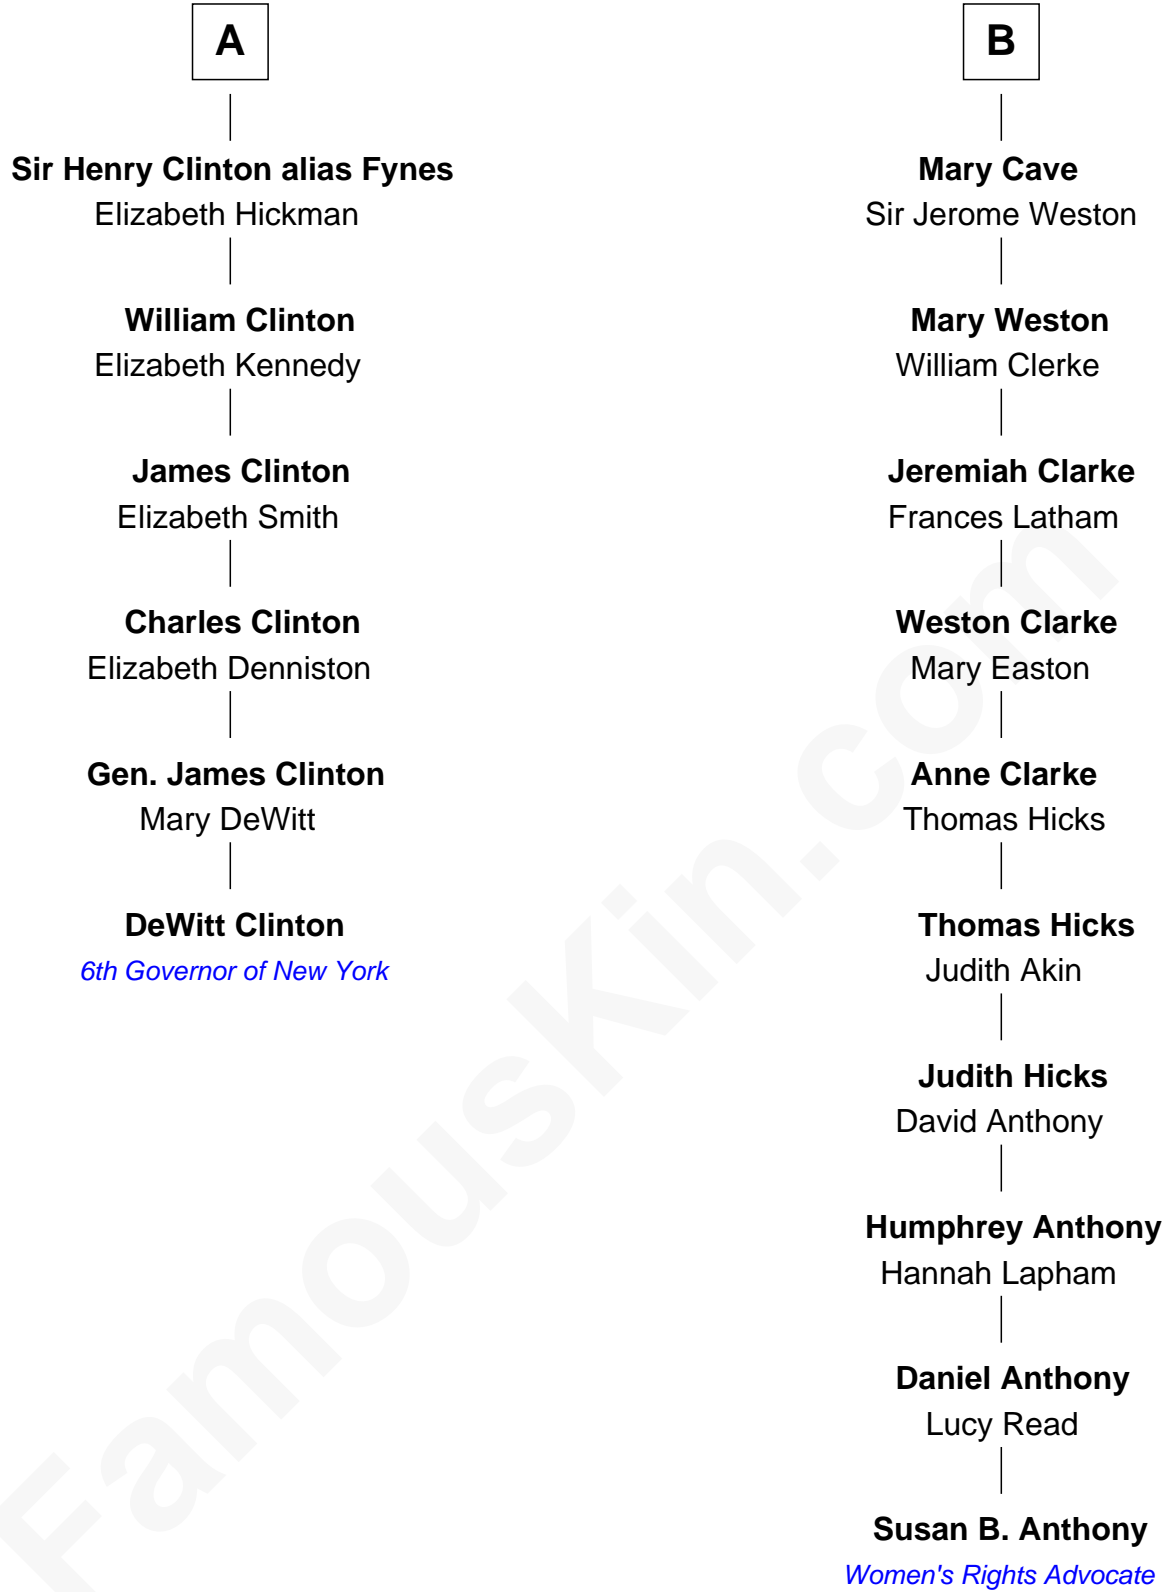 A
Sir Henry Clinton alias Fynes
Elizabeth Hickman
William Clinton
Elizabeth Kennedy
James Clinton
Elizabeth Smith
Charles Clinton
Elizabeth Denniston
Gen. James Clinton
Mary DeWitt
DeWitt Clinton
6th Governor of New York
B
Mary Cave
Sir Jerome Weston
Mary Weston
William Clerke
Jeremiah Clarke
Frances Latham
Weston Clarke
Mary Easton
Anne Clarke
Thomas Hicks
Thomas Hicks
Judith Akin
Judith Hicks
David Anthony
Humphrey Anthony
Hannah Lapham
Daniel Anthony
Lucy Read
Susan B. Anthony
Women's Rights Advocate
FamousKin.com